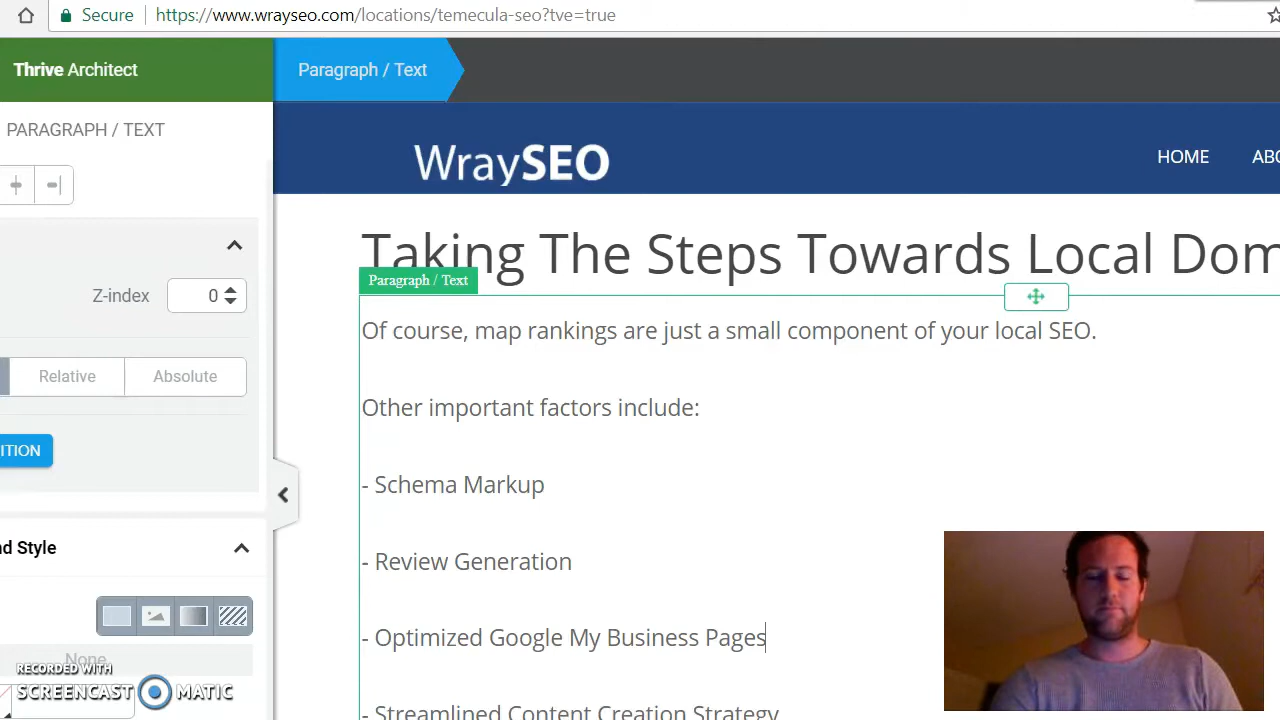 Secure https://www.wrayseo.com/locations/temecula-seo?tve=true
Thrive Architect
Paragraph / Text
PARAGRAPH / TEXT
WraySEO
HOME
ABO
Taking The Steps Towards Local Dom
Paragraph / Text
Z-index 0
Of course, map rankings are just a small component of your local SEO.
Relative Absolute
Other important factors include:
ITION
- Schema Markup
nd Style
- Review Generation
- Optimized Google My Business Pages
None
RECORDED WITH
SCREENCAST MATIC
- Streamlined Content Creation Strategy